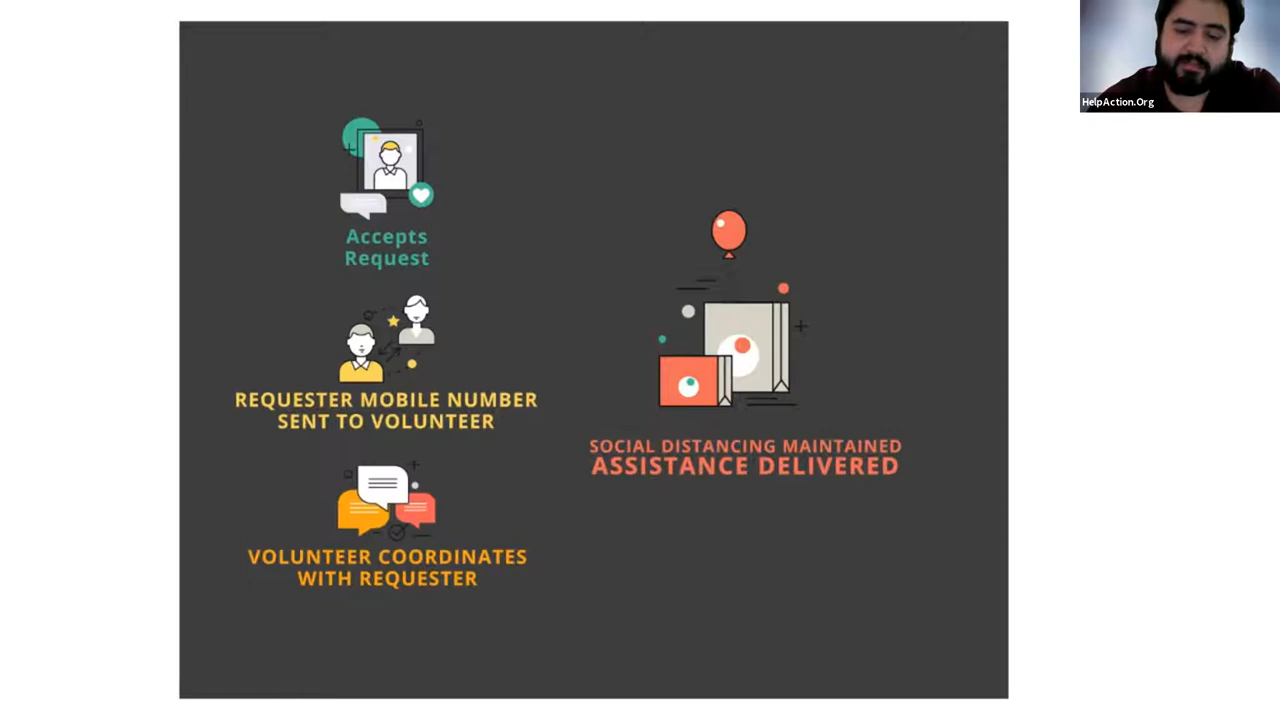 Accepts
Request
REQUESTER MOBILE NUMBER
SENT TO VOLUNTEER
VOLUNTEER COORDINATES
WITH REQUESTER
SOCIAL DISTANCING MAINTAINED
ASSISTANCE DELIVERED
HelpAction.Org